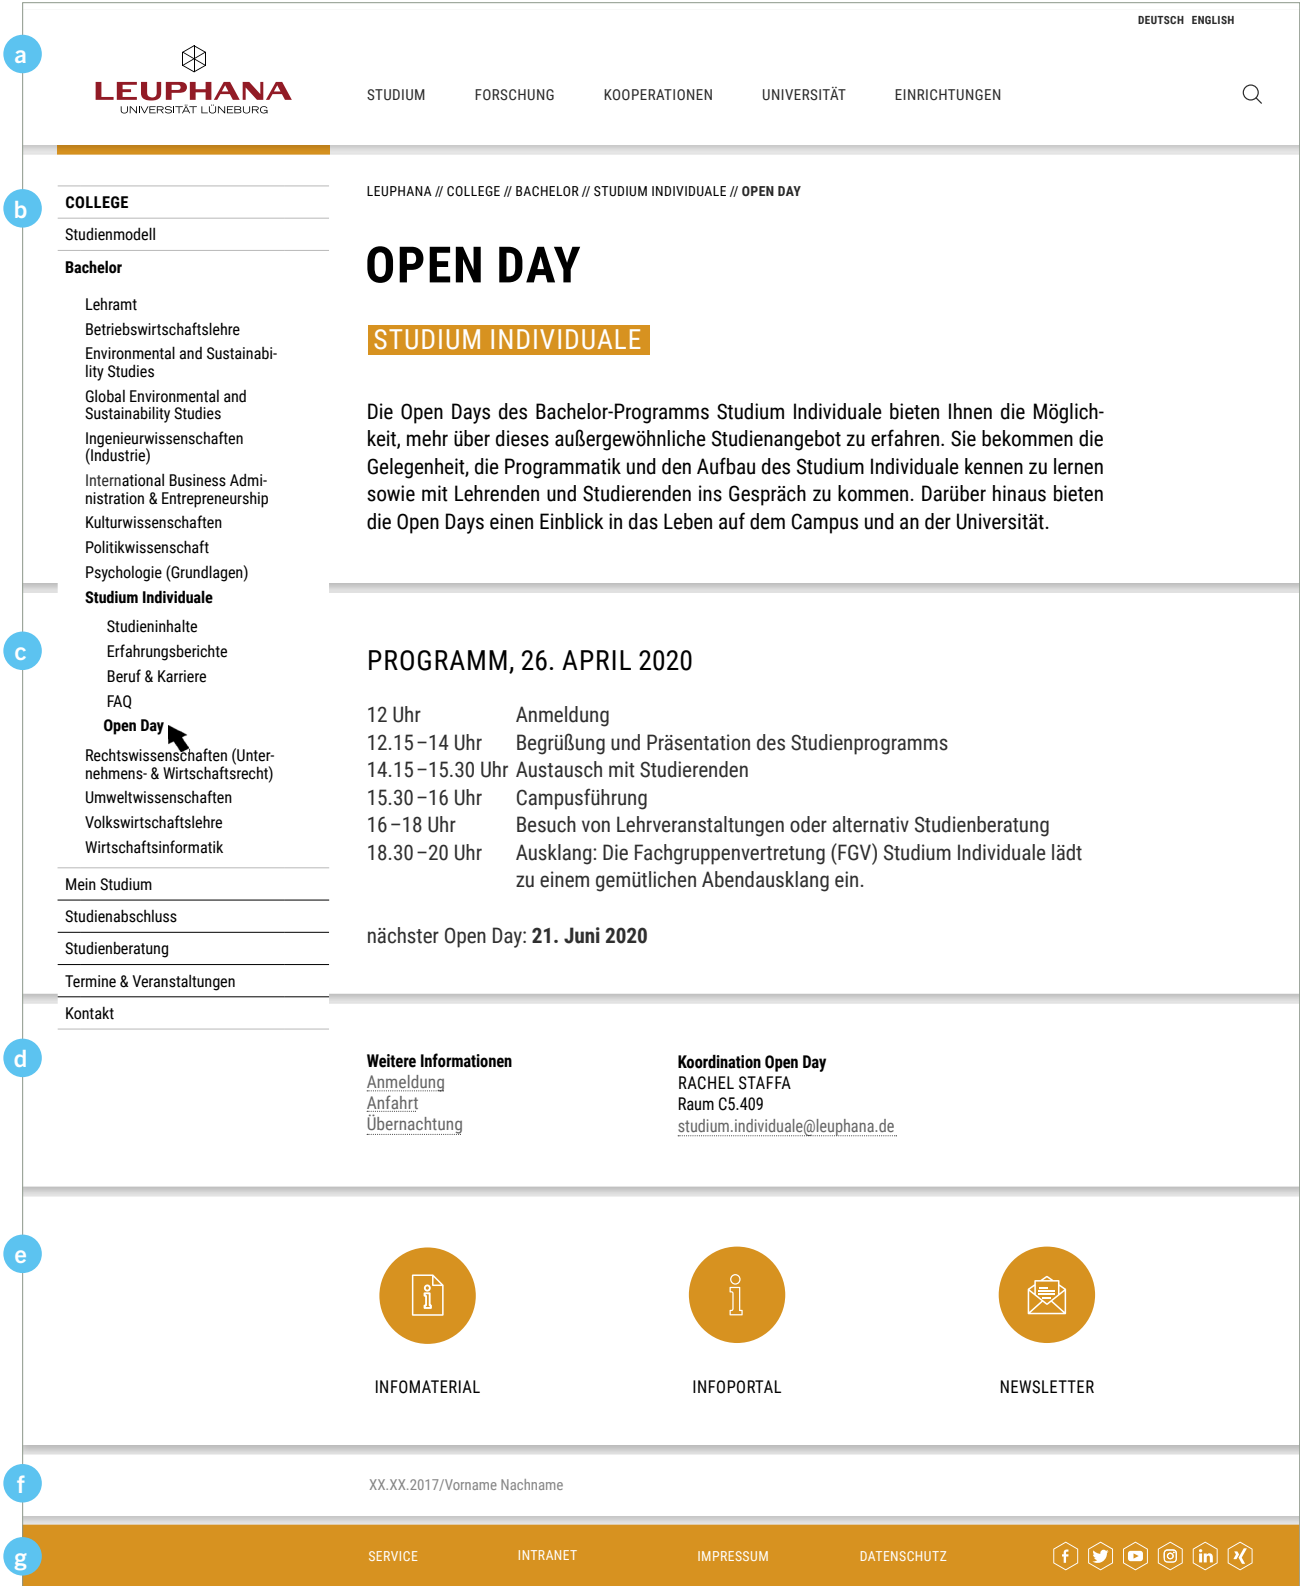 DEUTSCH ENGLISH
a
LEUPHANA
UNIVERSITÄT LÜNEBURG
STUDIUM FORSCHUNG KOOPERATIONEN UNIVERSITÄT EINRICHTUNGEN
b
COLLEGE
Studienmodell
Bachelor
Lehramt
Betriebswirtschaftslehre
Environmental and Sustainabi-
lity Studies
Global Environmental and
Sustainability Studies
Ingenieurwissenschaften
(Industrie)
International Business Admi-
nistration & Entrepreneurship
Kulturwissenschaften
Politikwissenschaft
Psychologie (Grundlagen)
Studium Individuale
Studieninhalte
Erfahrungsberichte
Beruf & Karriere
FAQ
Open Day
Rechtswissenschaften (Unter-
nehmens- & Wirtschaftsrecht)
Umweltwissenschaften
Volkswirtschaftslehre
Wirtschaftsinformatik
Mein Studium
Studienabschluss
Studienberatung
Termine & Veranstaltungen
Kontakt
LEUPHANA // COLLEGE // BACHELOR // STUDIUM INDIVIDUALE // OPEN DAY
OPEN DAY
STUDIUM INDIVIDUALE
Die Open Days des Bachelor-Programms Studium Individuale bieten Ihnen die Möglich-
keit, mehr über dieses außergewöhnliche Studienangebot zu erfahren. Sie bekommen die
Gelegenheit, die Programmatik und den Aufbau des Studium Individuale kennen zu lernen
sowie mit Lehrenden und Studierenden ins Gespräch zu kommen. Darüber hinaus bieten
die Open Days einen Einblick in das Leben auf dem Campus und an der Universität.
c
PROGRAMM, 26. APRIL 2020
12 Uhr Anmeldung
12.15–14 Uhr Begrüßung und Präsentation des Studienprogramms
14.15–15.30 Uhr Austausch mit Studierenden
15.30–16 Uhr Campusführung
16–18 Uhr Besuch von Lehrveranstaltungen oder alternativ Studienberatung
18.30–20 Uhr Ausklang: Die Fachgruppenvertretung (FGV) Studium Individuale lädt
zu einem gemütlichen Abendausklang ein.
nächster Open Day: 21. Juni 2020
d
Weitere Informationen
Anmeldung
Anfahrt
Übernachtung
Koordination Open Day
RACHEL STAFFA
Raum C5.409
studium.individuale@leuphana.de
e
INFOMATERIAL INFOPORTAL NEWSLETTER
f
XX.XX.2017/Vorname Nachname
g
SERVICE INTRANET IMPRESSUM DATENSCHUTZ